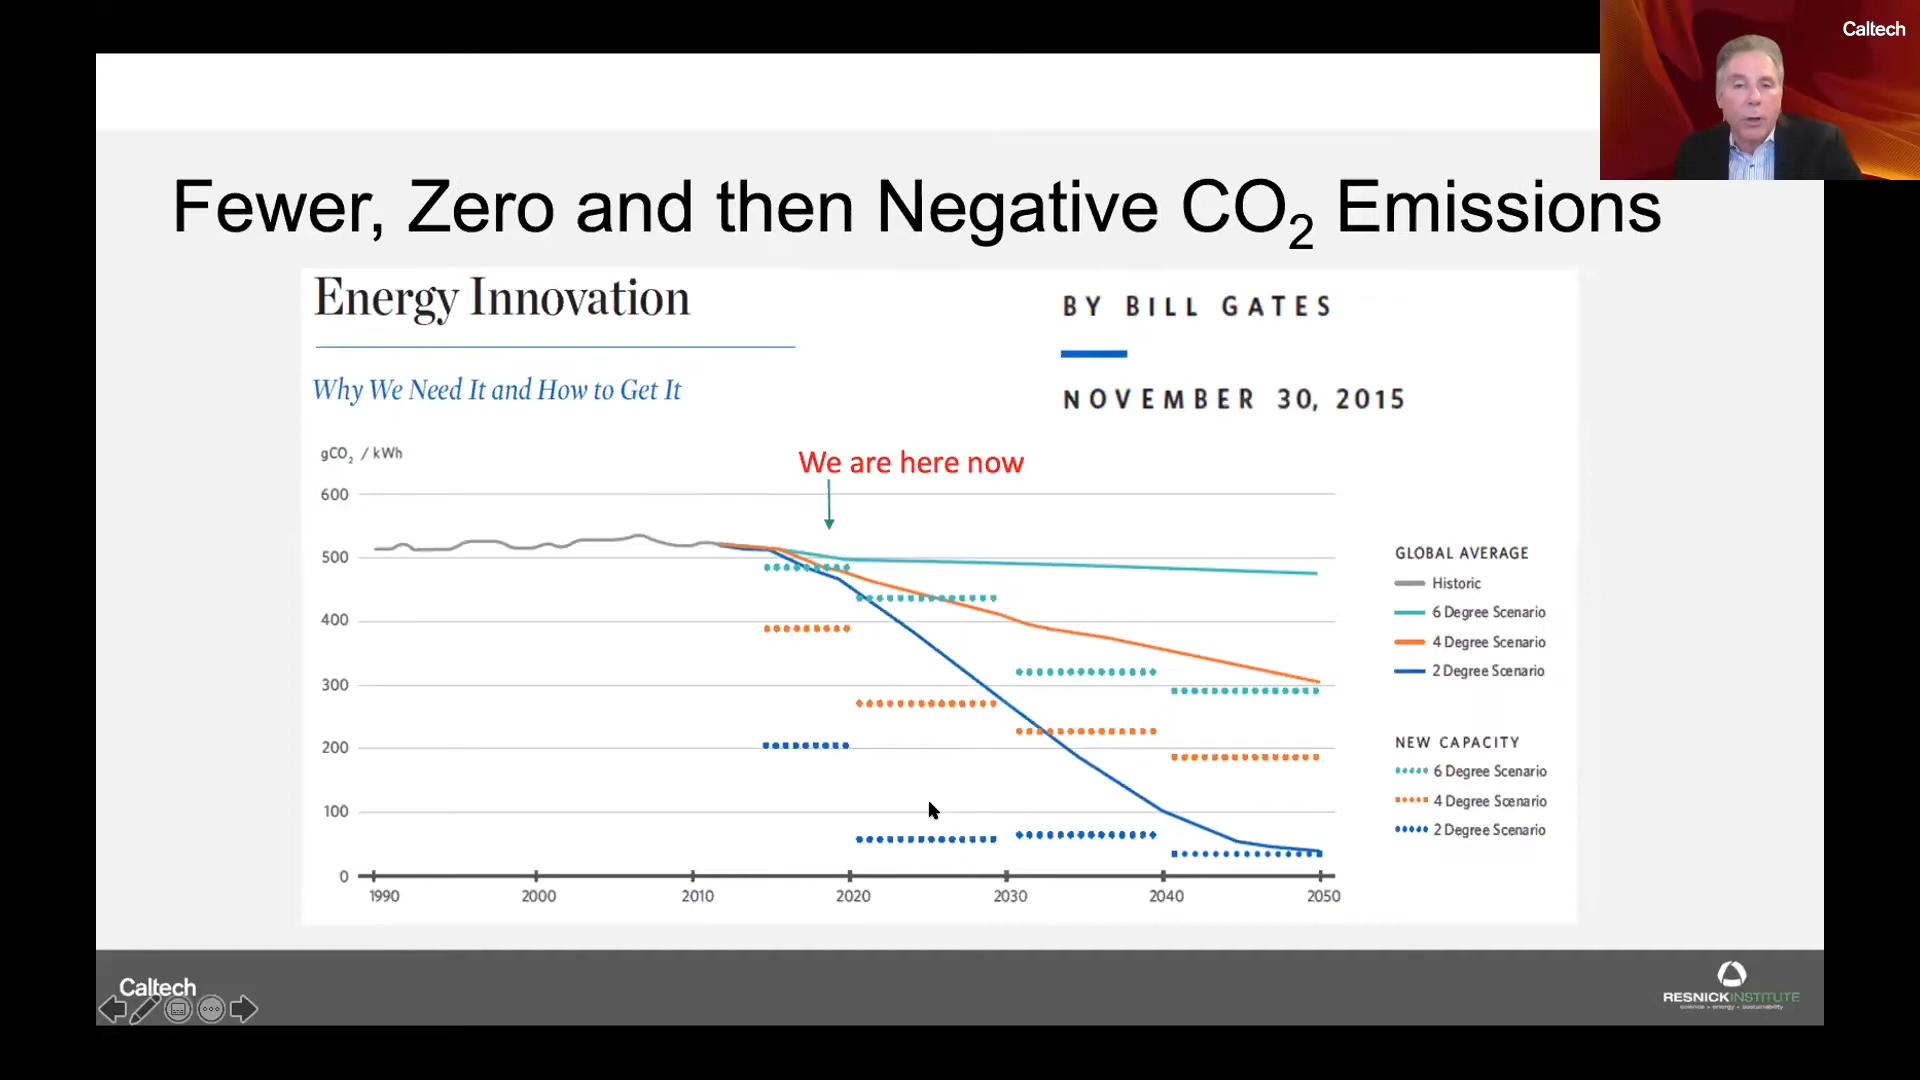 Caltech
Fewer, Zero and then Negative CO₂ Emissions
Energy Innovation
BY BILL GATES
Why We Need It and How to Get It
NOVEMBER 30, 2015
gCO₂ / kWh
We are here now
600
500
400
300
200
100
0
1990 2000 2010 2020 2030 2040 2050
GLOBAL AVERAGE
Historic
6 Degree Scenario
4 Degree Scenario
2 Degree Scenario
NEW CAPACITY
6 Degree Scenario
4 Degree Scenario
2 Degree Scenario
Caltech
RESNICK INSTITUTE
science + energy + sustainability